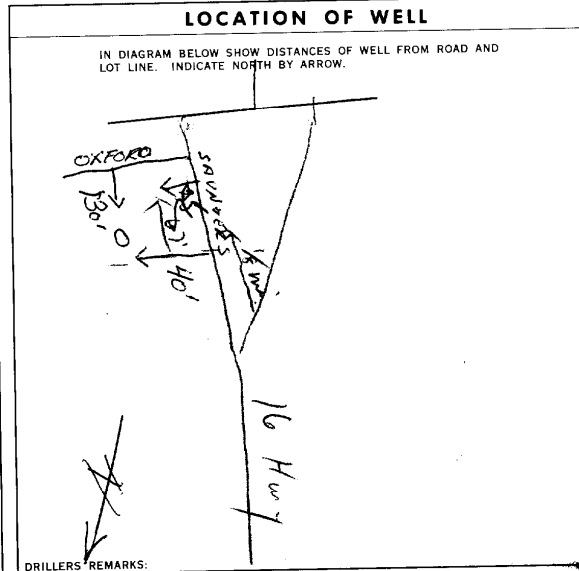 LOCATION OF WELL
IN DIAGRAM BELOW SHOW DISTANCES OF WELL FROM ROAD AND
LOT LINE. INDICATE NORTH BY ARROW.
OXFORD
SAUNDERS
130'
40'
16 Hwy
DRILLERS REMARKS: